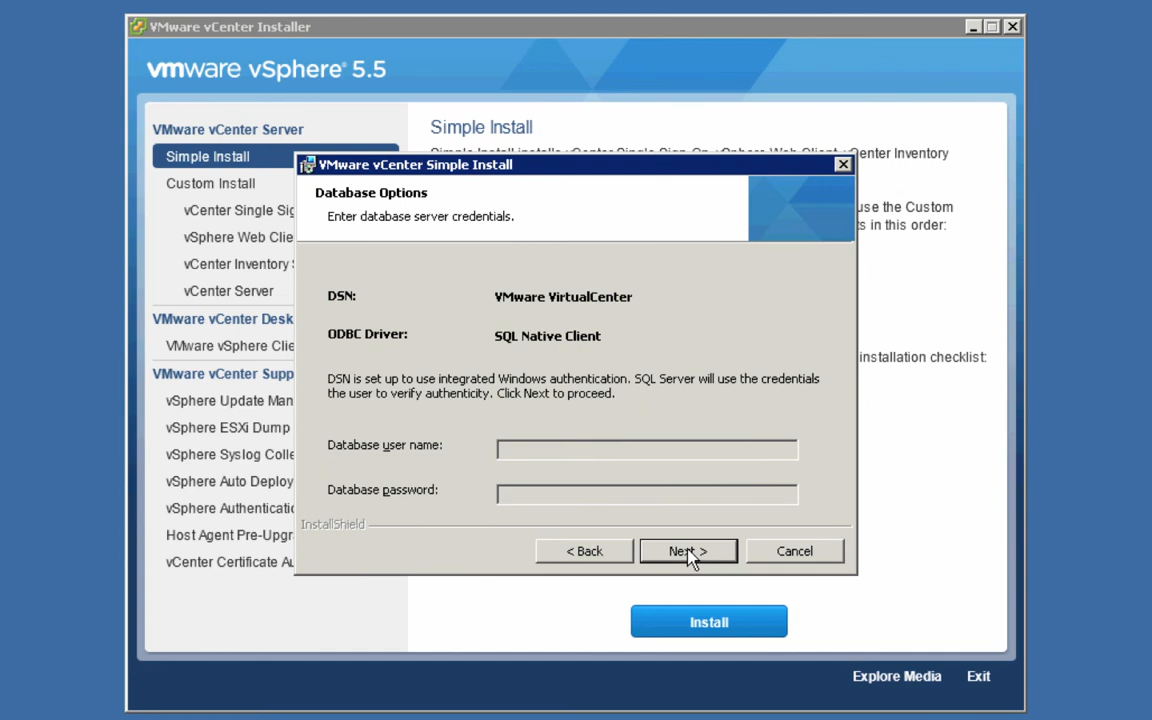 VMware vCenter Installer
vmware vSphere® 5.5
VMware vCenter Server
Simple Install
Custom Install
vCenter Single Sig
vSphere Web Clie
vCenter Inventory
vCenter Server
VMware vCenter Desk
VMware vSphere Clie
VMware vCenter Supp
vSphere Update Man
vSphere ESXi Dump
vSphere Syslog Colle
vSphere Auto Deploy
vSphere Authenticatio
Host Agent Pre-Upgr
vCenter Certificate Au
Simple Install
enter Inventory
use the Custom
s in this order:
installation checklist:
VMware vCenter Simple Install
Database Options
Enter database server credentials.
DSN: VMware VirtualCenter
ODBC Driver: SQL Native Client
DSN is set up to use integrated Windows authentication. SQL Server will use the credentials
the user to verify authenticity. Click Next to proceed.
Database user name:
Database password:
InstallShield
< Back Next > Cancel
Install
Explore Media Exit